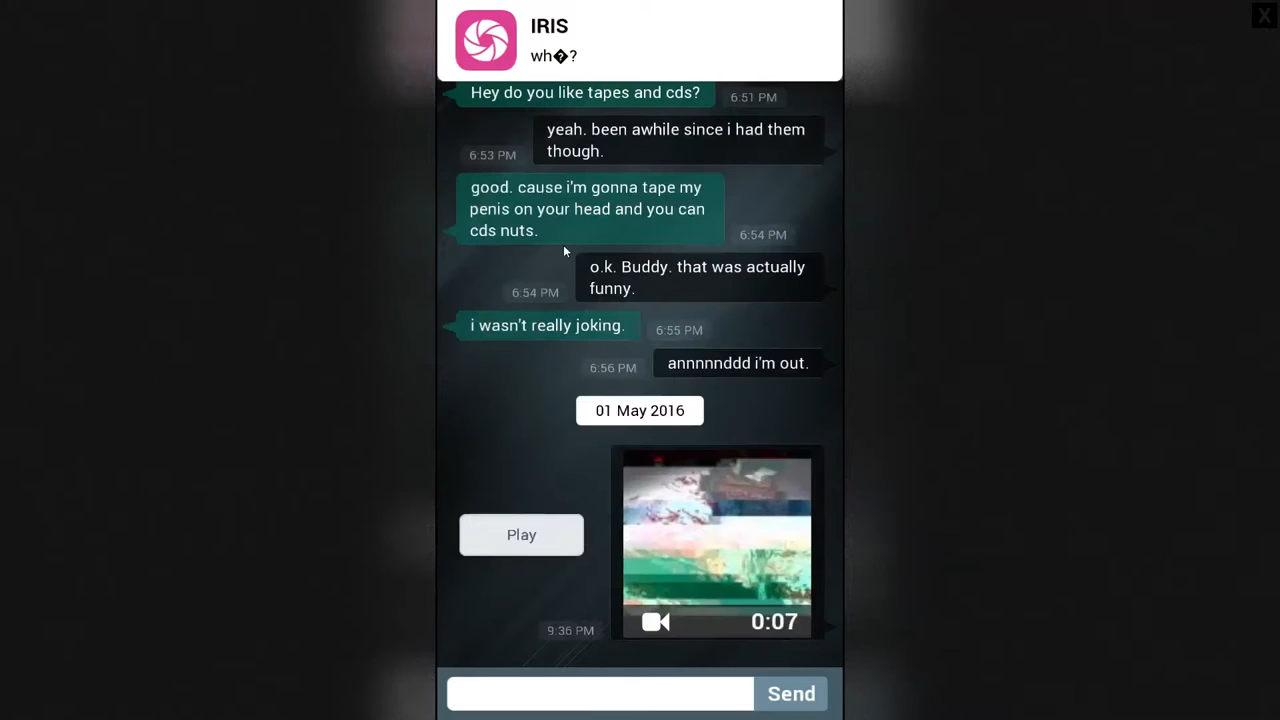 X
IRIS
wh�?
Hey do you like tapes and cds?
6:51 PM
yeah. been awhile since i had them
though.
6:53 PM
good. cause i'm gonna tape my
penis on your head and you can
cds nuts.
6:54 PM
o.k. Buddy. that was actually
funny.
6:54 PM
i wasn't really joking.
6:55 PM
annnnnddd i'm out.
6:56 PM
01 May 2016
Play
0:07
9:36 PM
Send